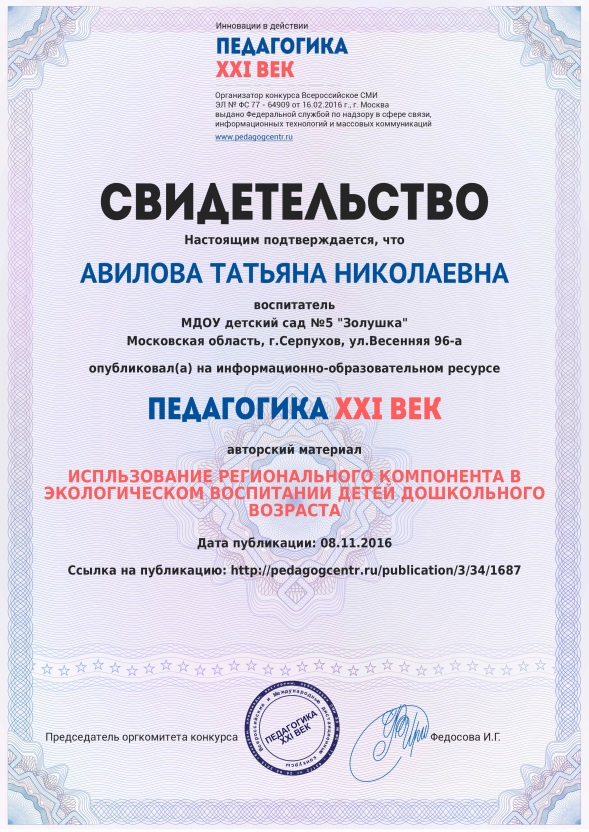 Инновации в действии
ПЕДАГОГИКА
XXI ВЕК
Организатор конкурса Всероссийское СМИ
ЭЛ № ФС 77 - 64909 от 16.02.2016 г., г. Москва
выдано Федеральной службой по надзору в сфере связи,
информационных технологий и массовых коммуникаций
www.pedagogcentr.ru
СВИДЕТЕЛЬСТВО
Настоящим подтверждается, что
АВИЛОВА ТАТЬЯНА НИКОЛАЕВНА
воспитатель
МДОУ детский сад №5 "Золушка"
Московская область, г.Серпухов, ул.Весенняя 96-а
опубликовал(а) на информационно-образовательном ресурсе
ПЕДАГОГИКА XXI ВЕК
авторский материал
ИСПЛЬЗОВАНИЕ РЕГИОНАЛЬНОГО КОМПОНЕНТА В
ЭКОЛОГИЧЕСКОМ ВОСПИТАНИИ ДЕТЕЙ ДОШКОЛЬНОГО
ВОЗРАСТА
Дата публикации: 08.11.2016
Ссылка на публикацию: http://pedagogcentr.ru/publication/3/34/1687
Председатель оргкомитета конкурса
Всероссийские и Международные дистанционные конкурсы
ПЕДАГОГИКА
XXI ВЕК
Федосова И.Г.